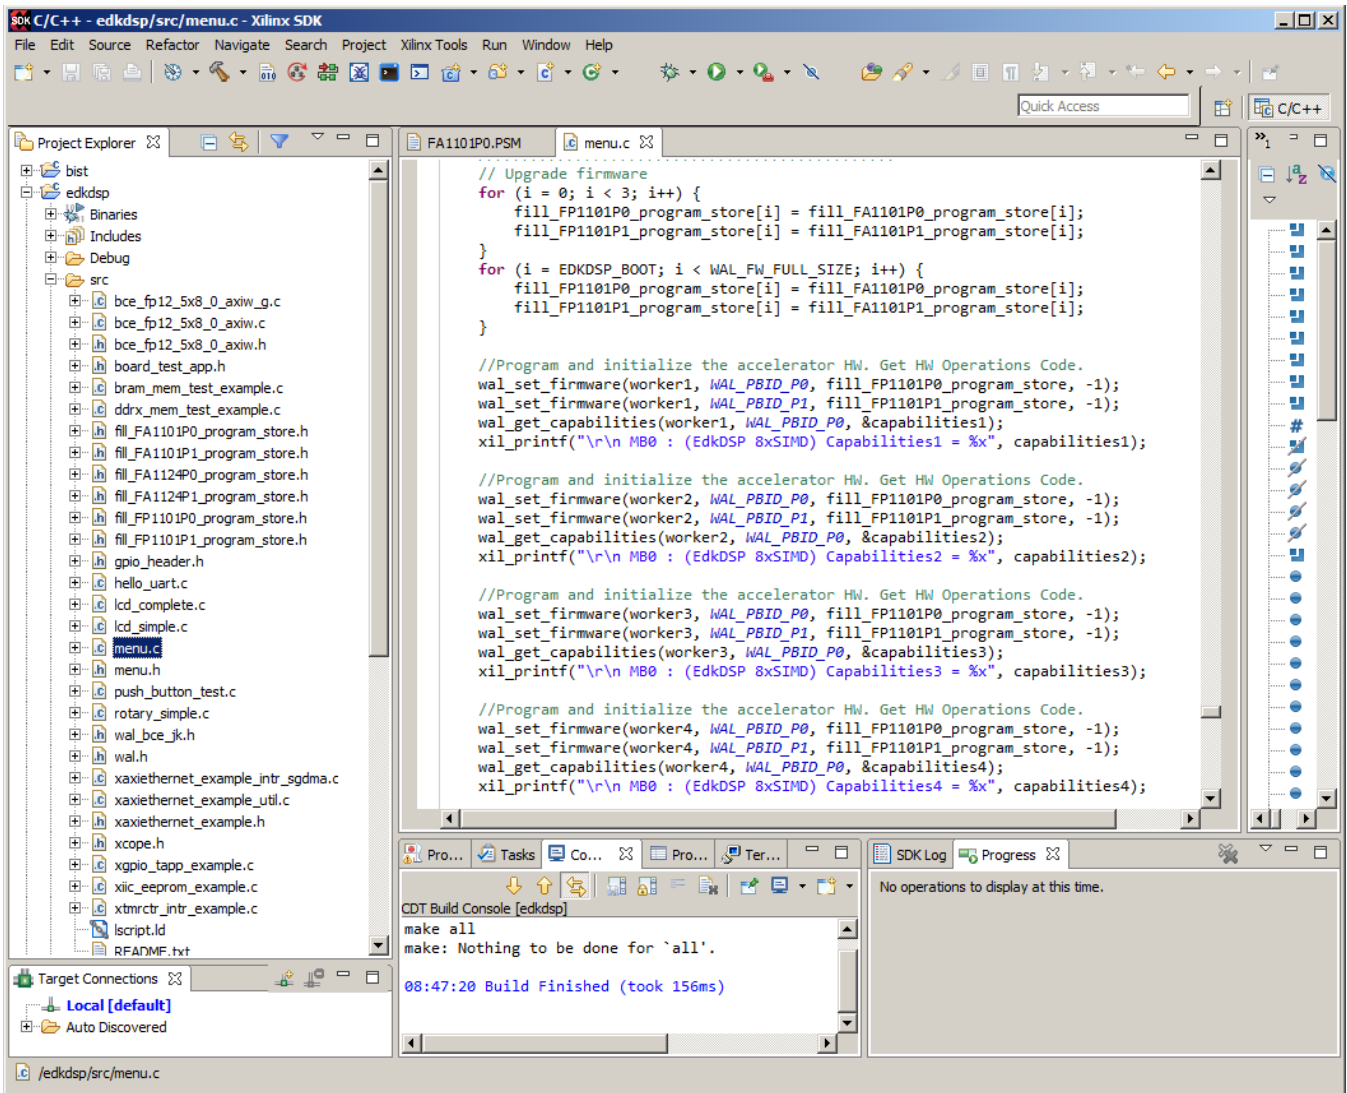 C/C++ - edkdsp/src/menu.c - Xilinx SDK
File Edit Source Refactor Navigate Search Project Xilinx Tools Run Window Help
Quick Access
C/C++
Project Explorer
bist
edkdsp
Binaries
Includes
Debug
src
bce_fp12_5x8_0_axiw_g.c
bce_fp12_5x8_0_axiw.c
bce_fp12_5x8_0_axiw.h
board_test_app.h
bram_mem_test_example.c
ddrx_mem_test_example.c
fill_FA1101P0_program_store.h
fill_FA1101P1_program_store.h
fill_FA1124P0_program_store.h
fill_FA1124P1_program_store.h
fill_FP1101P0_program_store.h
fill_FP1101P1_program_store.h
gpio_header.h
hello_uart.c
lcd_complete.c
lcd_simple.c
menu.c
menu.h
push_button_test.c
rotary_simple.c
wal_bce_jk.h
wal.h
xaxiethernet_example_intr_sgdma.c
xaxiethernet_example_util.c
xaxiethernet_example.h
xcope.h
xgpio_tapp_example.c
xiic_eeprom_example.c
xtmrctr_intr_example.c
lscript.ld
README.txt
Target Connections
Local [default]
Auto Discovered
FA1101P0.PSM menu.c
// Upgrade firmware
for (i = 0; i < 3; i++) {
fill_FP1101P0_program_store[i] = fill_FA1101P0_program_store[i];
fill_FP1101P1_program_store[i] = fill_FA1101P1_program_store[i];
}
for (i = EDKDSP_BOOT; i < WAL_FW_FULL_SIZE; i++) {
fill_FP1101P0_program_store[i] = fill_FA1101P0_program_store[i];
fill_FP1101P1_program_store[i] = fill_FA1101P1_program_store[i];
}
//Program and initialize the accelerator HW. Get HW Operations Code.
wal_set_firmware(worker1, WAL_PBID_P0, fill_FP1101P0_program_store, -1);
wal_set_firmware(worker1, WAL_PBID_P1, fill_FP1101P1_program_store, -1);
wal_get_capabilities(worker1, WAL_PBID_P0, &capabilities1);
xil_printf("\r\n MB0 : (EdkDSP 8xSIMD) Capabilities1 = %x", capabilities1);
//Program and initialize the accelerator HW. Get HW Operations Code.
wal_set_firmware(worker2, WAL_PBID_P0, fill_FP1101P0_program_store, -1);
wal_set_firmware(worker2, WAL_PBID_P1, fill_FP1101P1_program_store, -1);
wal_get_capabilities(worker2, WAL_PBID_P0, &capabilities2);
xil_printf("\r\n MB0 : (EdkDSP 8xSIMD) Capabilities2 = %x", capabilities2);
//Program and initialize the accelerator HW. Get HW Operations Code.
wal_set_firmware(worker3, WAL_PBID_P0, fill_FP1101P0_program_store, -1);
wal_set_firmware(worker3, WAL_PBID_P1, fill_FP1101P1_program_store, -1);
wal_get_capabilities(worker3, WAL_PBID_P0, &capabilities3);
xil_printf("\r\n MB0 : (EdkDSP 8xSIMD) Capabilities3 = %x", capabilities3);
//Program and initialize the accelerator HW. Get HW Operations Code.
wal_set_firmware(worker4, WAL_PBID_P0, fill_FP1101P0_program_store, -1);
wal_set_firmware(worker4, WAL_PBID_P1, fill_FP1101P1_program_store, -1);
wal_get_capabilities(worker4, WAL_PBID_P0, &capabilities4);
xil_printf("\r\n MB0 : (EdkDSP 8xSIMD) Capabilities4 = %x", capabilities4);
Pro... Tasks Co... Pro... Ter...
CDT Build Console [edkdsp]
make all
make: Nothing to be done for `all'.
08:47:20 Build Finished (took 156ms)
SDK Log Progress
No operations to display at this time.
/edkdsp/src/menu.c